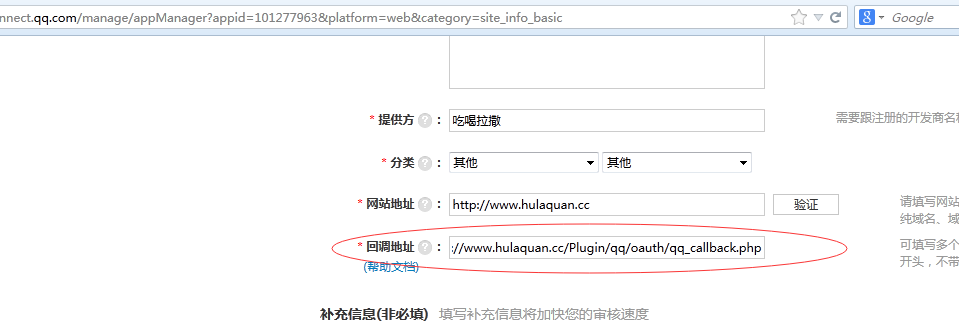 nnect.qq.com/manage/appManager?appid=101277963&platform=web&category=site_info_basic
Google
* 提供方 ? : 吃喝拉撒 需要跟注册的开发商名称
* 分类 ? : 其他 其他
* 网站地址 ? : http://www.hulaquan.cc 验证 请填写网站
纯域名、域
* 回调地址 ? : ://www.hulaquan.cc/Plugin/qq/oauth/qq_callback.php 可填写多个
(帮助文档) 开头，不带
补充信息(非必填) 填写补充信息将加快您的审核速度